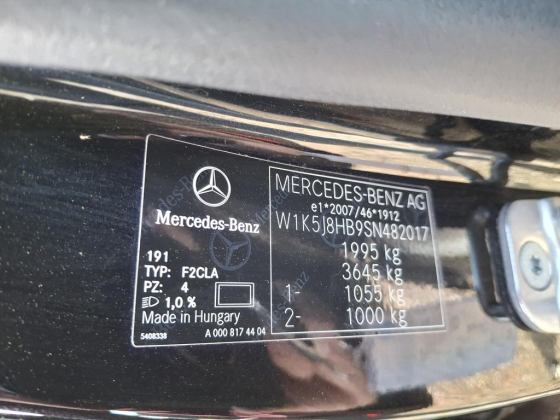 Mercedes-Benz
191
TYP: F2CLA
PZ: 4
1,0 %
Made in Hungary
5408338
A 000 817 44 04
MERCEDES-BENZ AG
e1*2007/46*1912
W1K5J8HB9SN482017
1995 kg
3645 kg
1- 1055 kg
2- 1000 kg